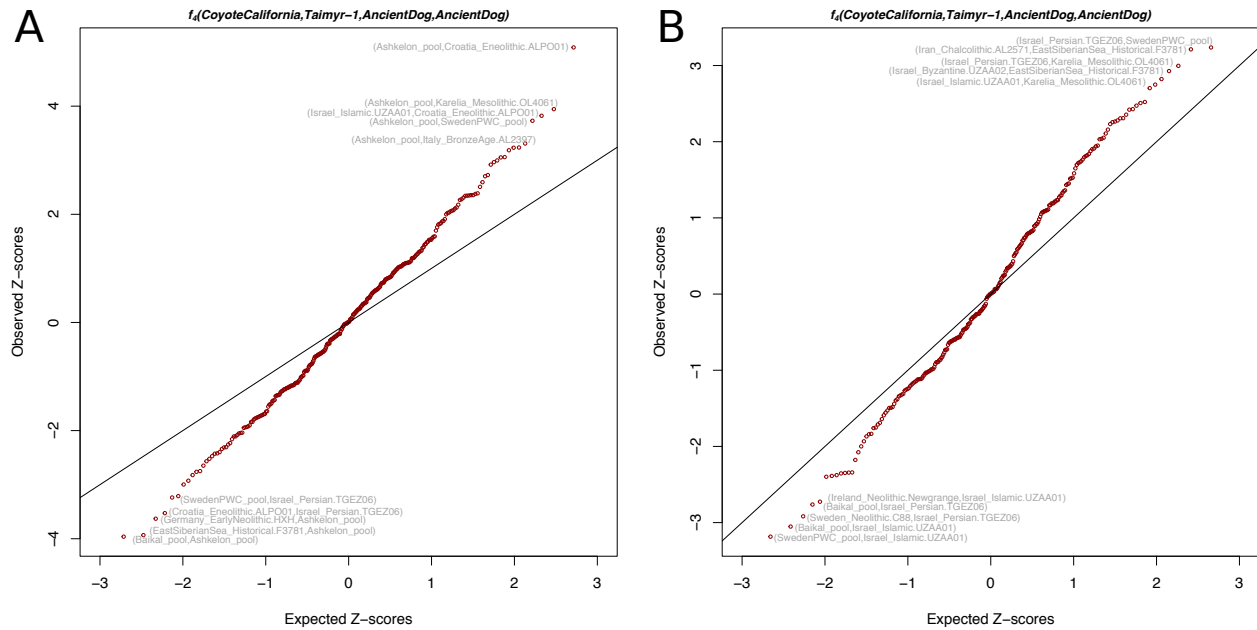 A
f4(CoyoteCalifornia,Taimyr-1,AncientDog,AncientDog)
(Ashkelon_pool,Croatia_Eneolithic.ALPO01)
(Ashkelon_pool,Karelia_Mesolithic.OL4061)
(Israel_Islamic.UZAA01,Croatia_Eneolithic.ALPO01)
(Ashkelon_pool,SwedenPWC_pool)
(Ashkelon_pool,Italy_BronzeAge.AL2397)
(SwedenPWC_pool,Israel_Persian.TGEZ06)
(Croatia_Eneolithic.ALPO01,Israel_Persian.TGEZ06)
(Germany_EarlyNeolithic.HXH,Ashkelon_pool)
(EastSiberianSea_Historical.F3781,Ashkelon_pool)
(Baikal_pool,Ashkelon_pool)
Observed Z-scores
4
2
0
−2
−4
−3 −2 −1 0 1 2 3
Expected Z-scores
B
f4(CoyoteCalifornia,Taimyr-1,AncientDog,AncientDog)
(Israel_Persian.TGEZ06,SwedenPWC_pool)
(Iran_Chalcolithic.AL2571,EastSiberianSea_Historical.F3781)
(Israel_Persian.TGEZ06,Karelia_Mesolithic.OL4061)
(Israel_Byzantine.UZAA02,EastSiberianSea_Historical.F3781)
(Israel_Islamic.UZAA01,Karelia_Mesolithic.OL4061)
(Ireland_Neolithic.Newgrange,Israel_Islamic.UZAA01)
(Baikal_pool,Israel_Persian.TGEZ06)
(Sweden_Neolithic.C88,Israel_Persian.TGEZ06)
(Baikal_pool,Israel_Islamic.UZAA01)
(SwedenPWC_pool,Israel_Islamic.UZAA01)
Observed Z-scores
3
2
1
0
−1
−2
−3
−3 −2 −1 0 1 2 3
Expected Z-scores